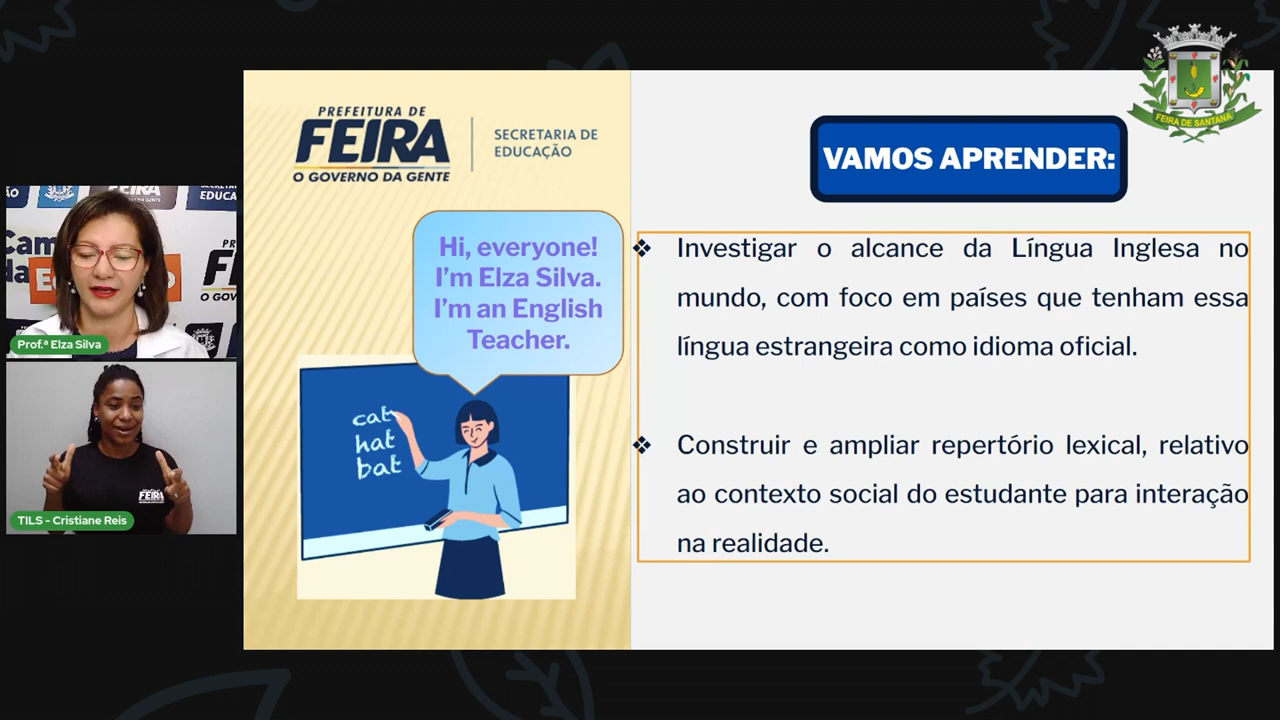 PREFEITURA DE
FEIRA
O GOVERNO DA GENTE
SECRETARIA DE
EDUCAÇÃO
FEIRA DE SANTANA
VAMOS APRENDER:
Hi, everyone!
I'm Elza Silva.
I'm an English
Teacher.
cat
hat
bat
❖ Investigar o alcance da Língua Inglesa no
mundo, com foco em países que tenham essa
língua estrangeira como idioma oficial.
❖ Construir e ampliar repertório lexical, relativo
ao contexto social do estudante para interação
na realidade.
Prof.ª Elza Silva
FEIRA
TILS - Cristiane Reis